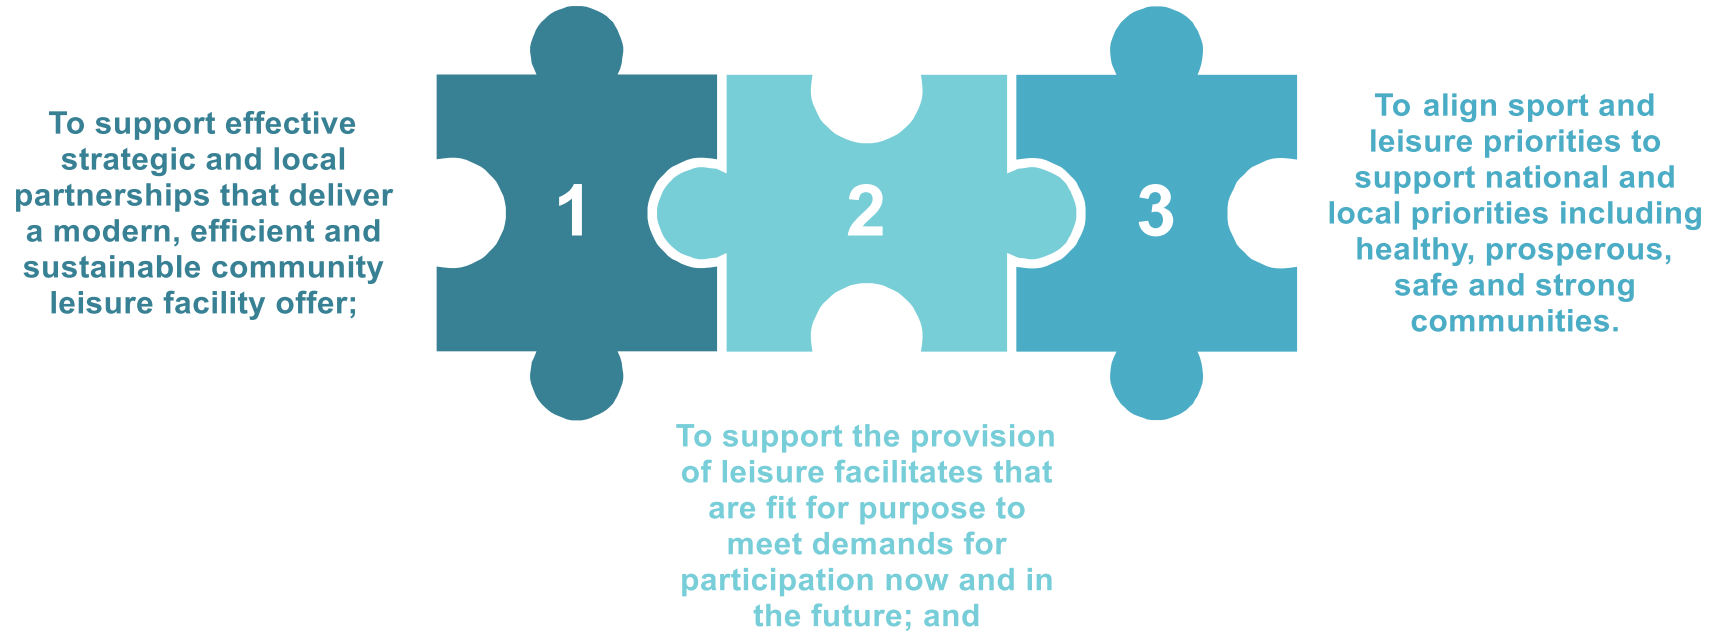 To support effective
strategic and local
partnerships that deliver
a modern, efficient and
sustainable community
leisure facility offer;
1
2
3
To support the provision
of leisure facilitates that
are fit for purpose to
meet demands for
participation now and in
the future; and
To align sport and
leisure priorities to
support national and
local priorities including
healthy, prosperous,
safe and strong
communities.